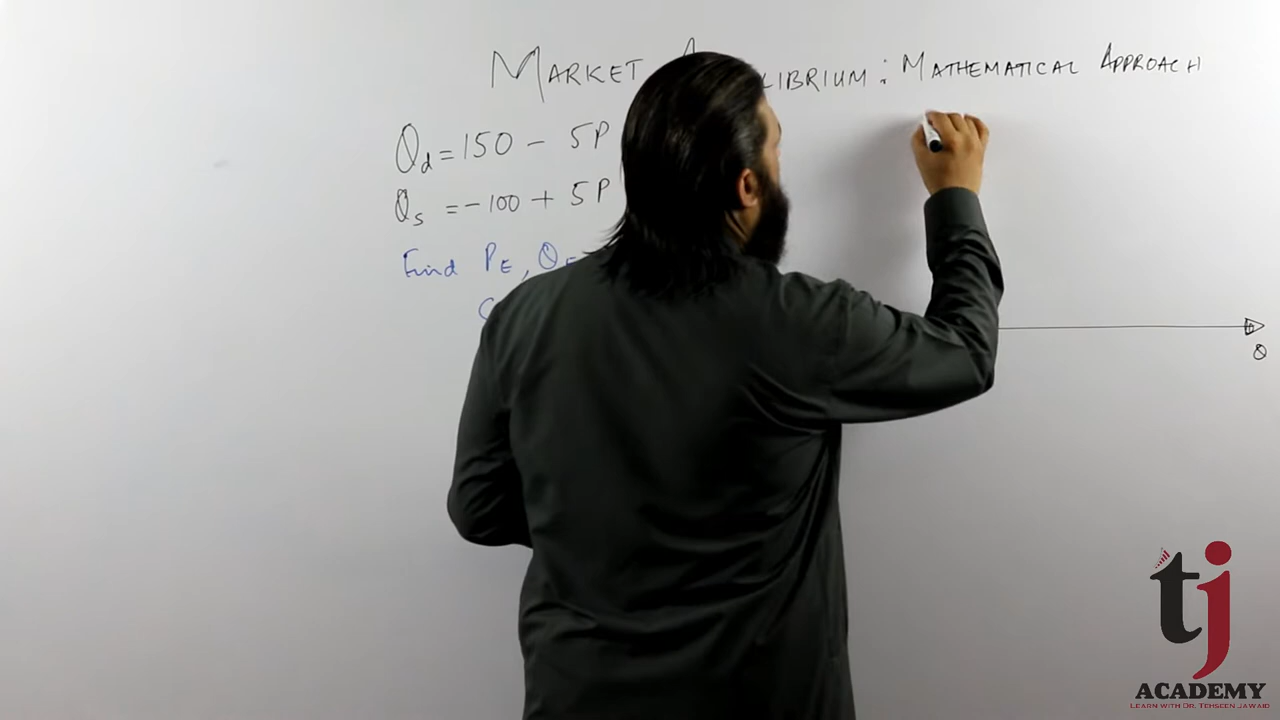 MARKET LIBRIUM : MATHEMATICAL APPROACH
Qd = 150 - 5P
Qs = -100 + 5P
Find PE, QE
Q
tj
ACADEMY
LEARN WITH DR. TEHSEEN JAWAID